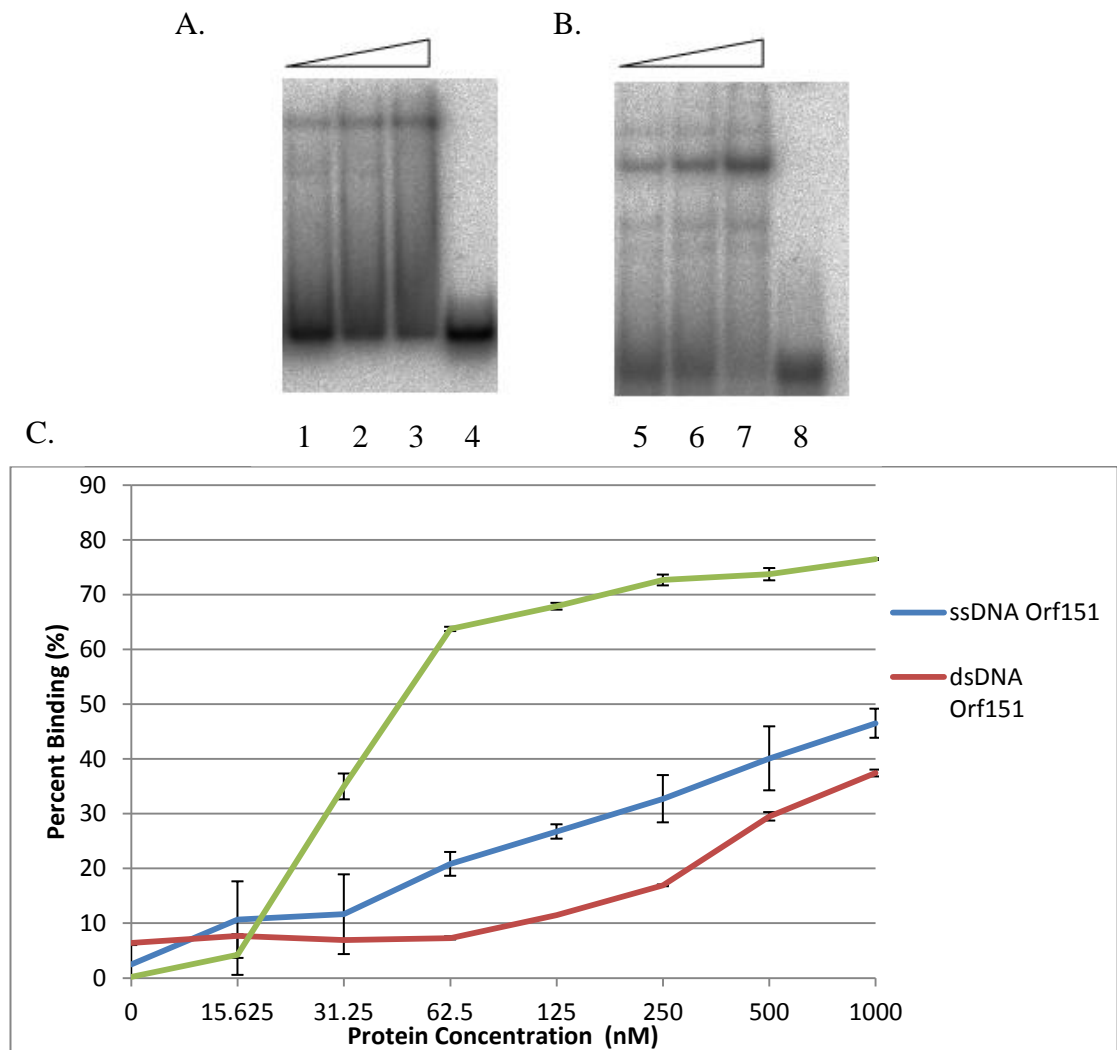 A.
B.
1 2 3 4
5 6 7 8
C.
90
80
70
60
50
40
30
20
10
0
Percent Binding (%)
0 15.625 31.25 62.5 125 250 500 1000
Protein Concentration (nM)
ssDNA Orf151
dsDNA
Orf151